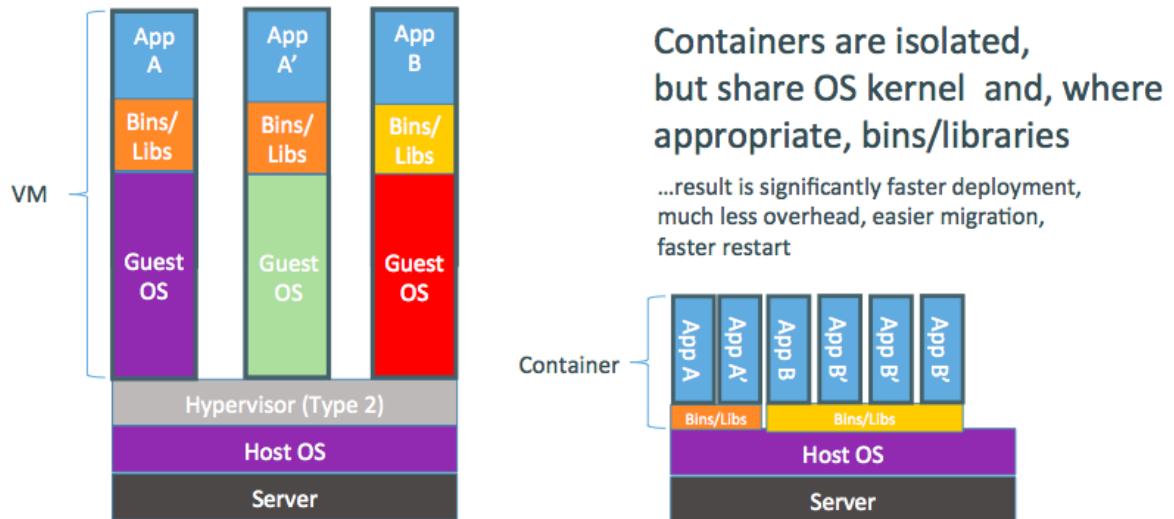 VM
App
A
Bins/
Libs
Guest
OS
App
A’
Bins/
Libs
Guest
OS
App
B
Bins/
Libs
Guest
OS
Hypervisor (Type 2)
Host OS
Server
Containers are isolated,
but share OS kernel and, where
appropriate, bins/libraries
...result is significantly faster deployment,
much less overhead, easier migration,
faster restart
Container
App A
App A’
App B
App B’
App B’
App B’
Bins/Libs
Bins/Libs
Host OS
Server